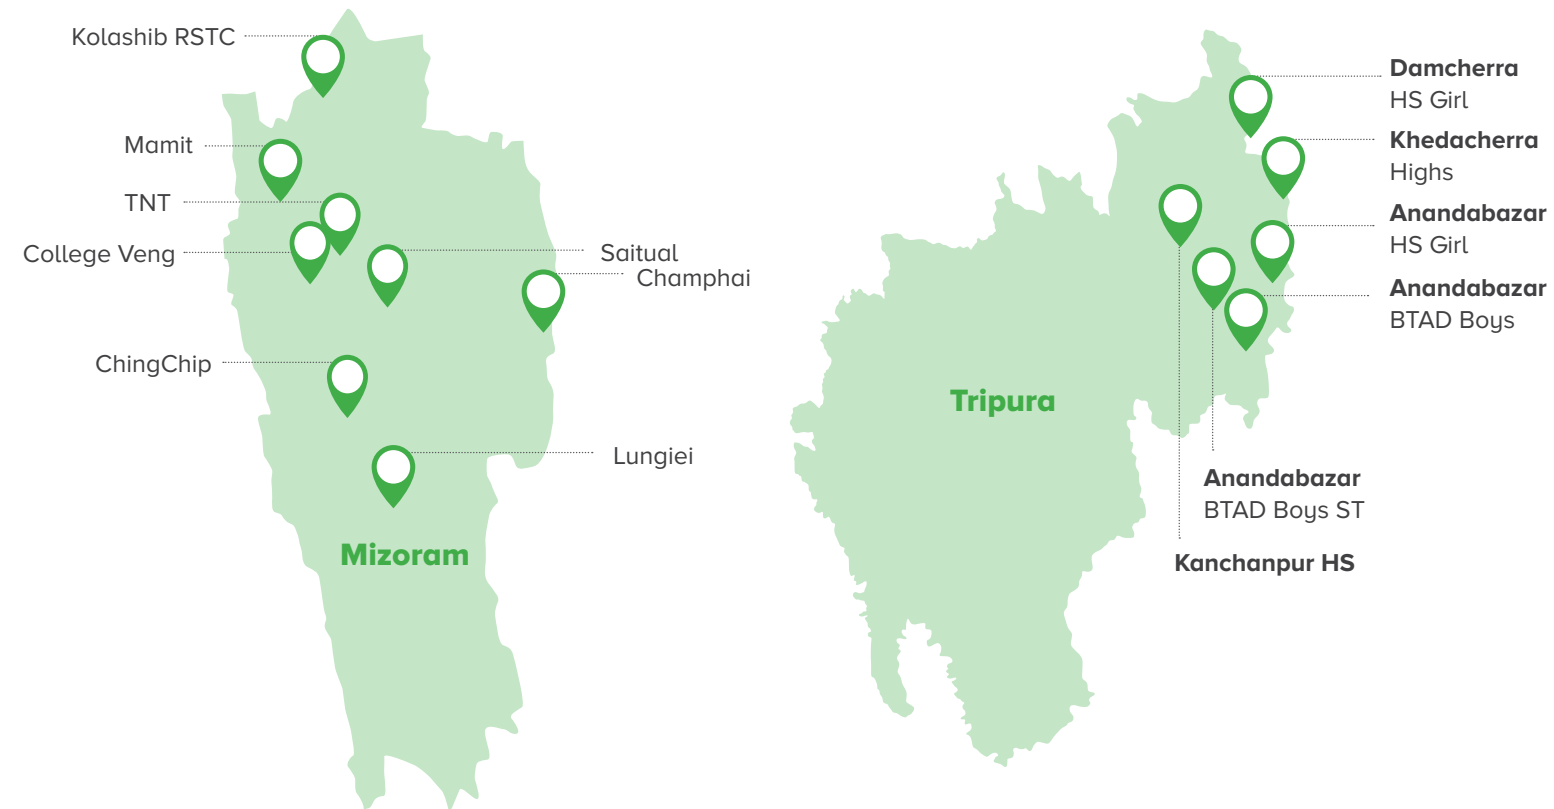 Kolashib RSTC
Mamit
TNT
College Veng
Saitual
Champhai
ChingChip
Lungiei
Mizoram
Damcherra
HS Girl
Khedacherra
Highs
Anandabazar
HS Girl
Anandabazar
BTAD Boys
Tripura
Anandabazar
BTAD Boys ST
Kanchanpur HS